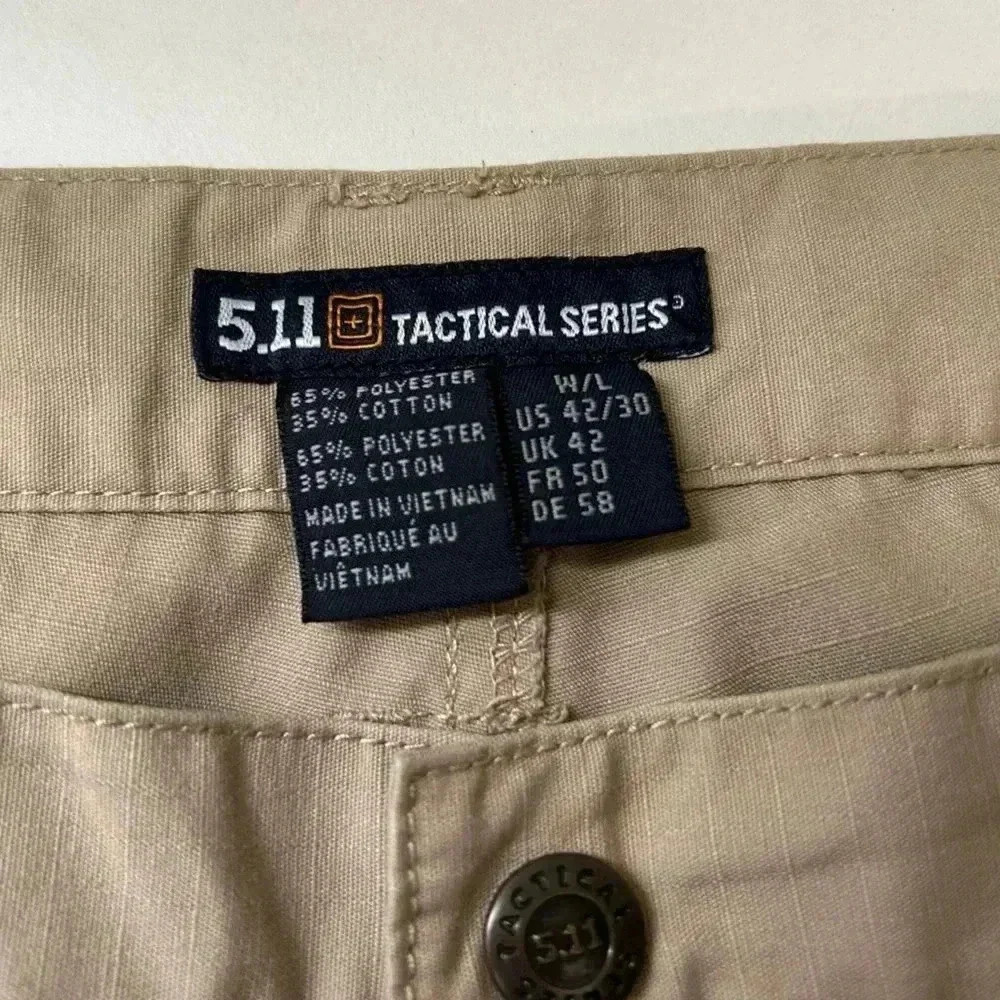 5.11 TACTICAL SERIES®
65% POLYESTER
35% COTTON
65% POLYESTER
35% COTON
MADE IN VIETNAM
FABRIQUÉ AU
VIÊTNAM
W/L
US 42/30
UK 42
FR 50
DE 58
TACTICAL
5.11
SERIES